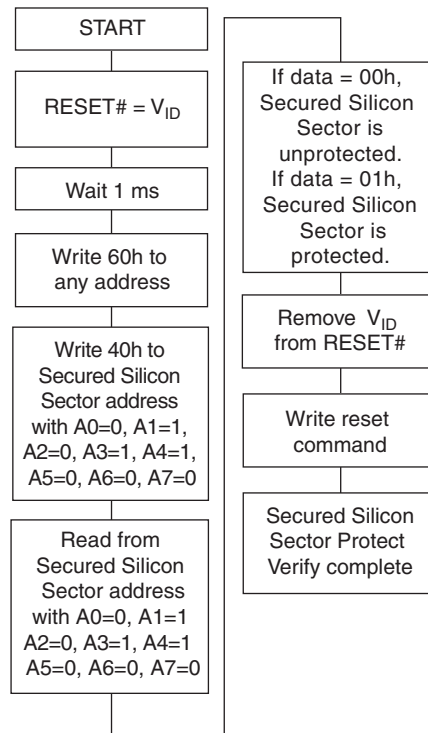 START
RESET# = VID
Wait 1 ms
Write 60h to
any address
Write 40h to
Secured Silicon
Sector address
with A0=0, A1=1,
A2=0, A3=1, A4=1,
A5=0, A6=0, A7=0
Read from
Secured Silicon
Sector address
with A0=0, A1=1
A2=0, A3=1, A4=1
A5=0, A6=0, A7=0
If data = 00h,
Secured Silicon
Sector is
unprotected.
If data = 01h,
Secured Silicon
Sector is
protected.
Remove VID
from RESET#
Write reset
command
Secured Silicon
Sector Protect
Verify complete